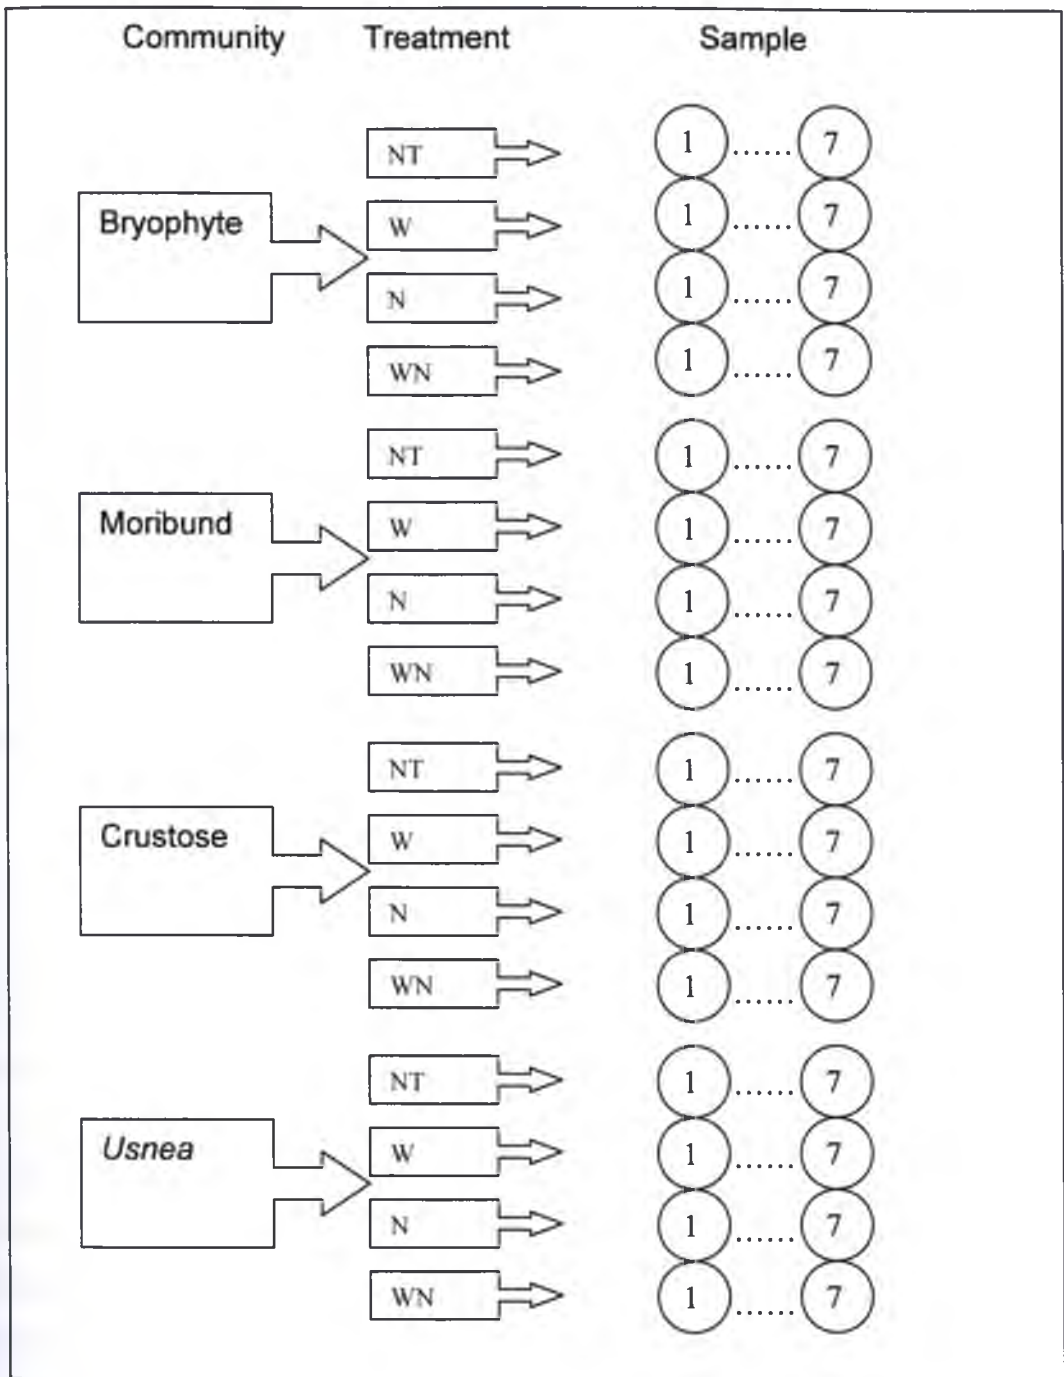 Community Treatment Sample
NT 1 ...... 7
Bryophyte
W 1 ...... 7
N 1 ...... 7
WN 1 ...... 7
NT 1 ...... 7
Moribund
W 1 ...... 7
N 1 ...... 7
WN 1 ...... 7
NT 1 ...... 7
Crustose
W 1 ...... 7
N 1 ...... 7
WN 1 ...... 7
NT 1 ...... 7
Usnea
W 1 ...... 7
N 1 ...... 7
WN 1 ...... 7